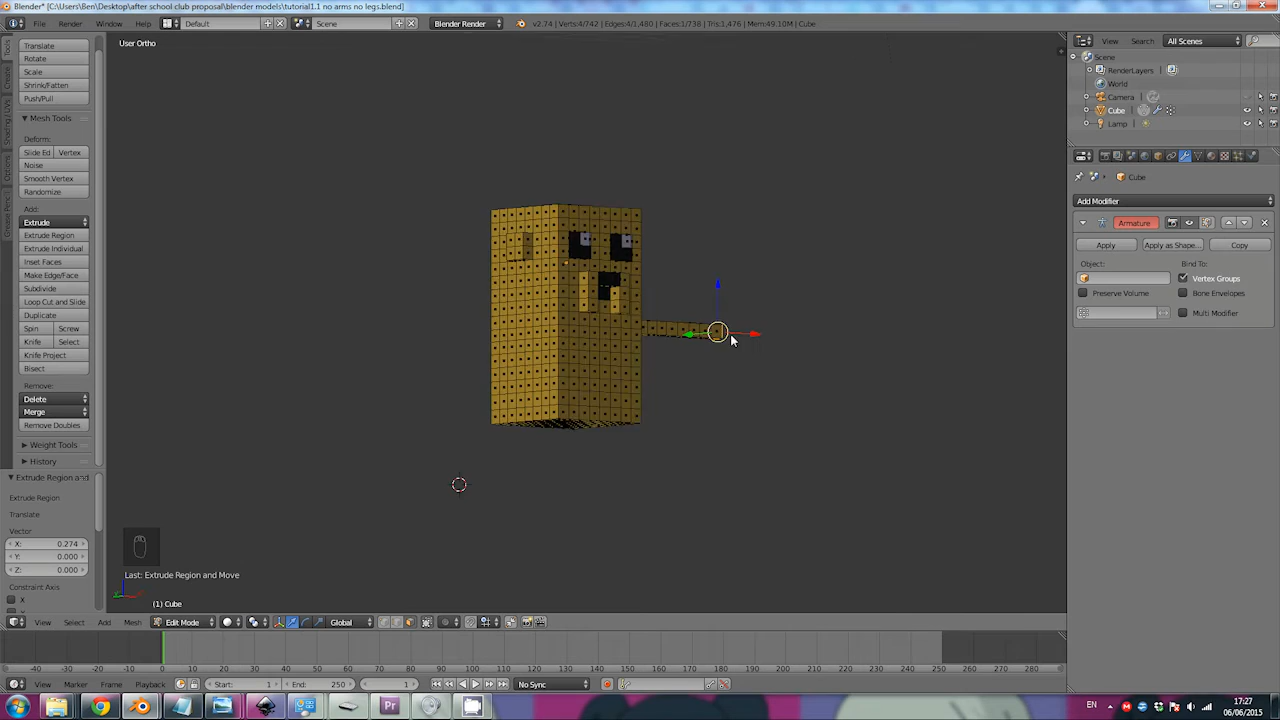 Blender* [C:\Users\Ben\Desktop\after school club proposal\blender models\tutorial1.1 no arms no legs.blend]
File Render Window Help Default Scene Blender Render v2.74 | Verts:4/742 | Edges:4/1,480 | Faces:1/738 | Tris:1,476 | Mem:49.10M | Cube
View Search All Scenes
Tools
Create
Shading / UVs
Options
Grease Pencil
Translate
Rotate
Scale
Shrink/Fatten
Push/Pull
Mesh Tools
Deform:
Slide Ed Vertex
Noise
Smooth Vertex
Randomize
Add:
Extrude
Extrude Region
Extrude Individual
Inset Faces
Make Edge/Face
Subdivide
Loop Cut and Slide
Duplicate
Spin Screw
Knife Select
Knife Project
Bisect
Remove:
Delete
Merge
Remove Doubles
Weight Tools
History
Extrude Region and
Extrude Region
Translate
Vector
X: 0.274
Y: 0.000
Z: 0.000
Constraint Axis
X
User Ortho
Last: Extrude Region and Move
(1) Cube
Scene
RenderLayers
World
Camera
Cube
Lamp
Cube
Add Modifier
Armature
Apply Apply as Shape... Copy
Object: Bind To:
Vertex Groups
Preserve Volume Bone Envelopes
Multi Modifier
View Select Add Mesh Edit Mode Global
-40 -30 -20 -10 0 10 20 30 40 50 60 70 80 90 100 110 120 130 140 150 160 170 180 190 200 210 220 230 240 250 260 270 280
View Marker Frame Playback Start: 1 End: 250 1 No Sync
17:27
06/06/2015